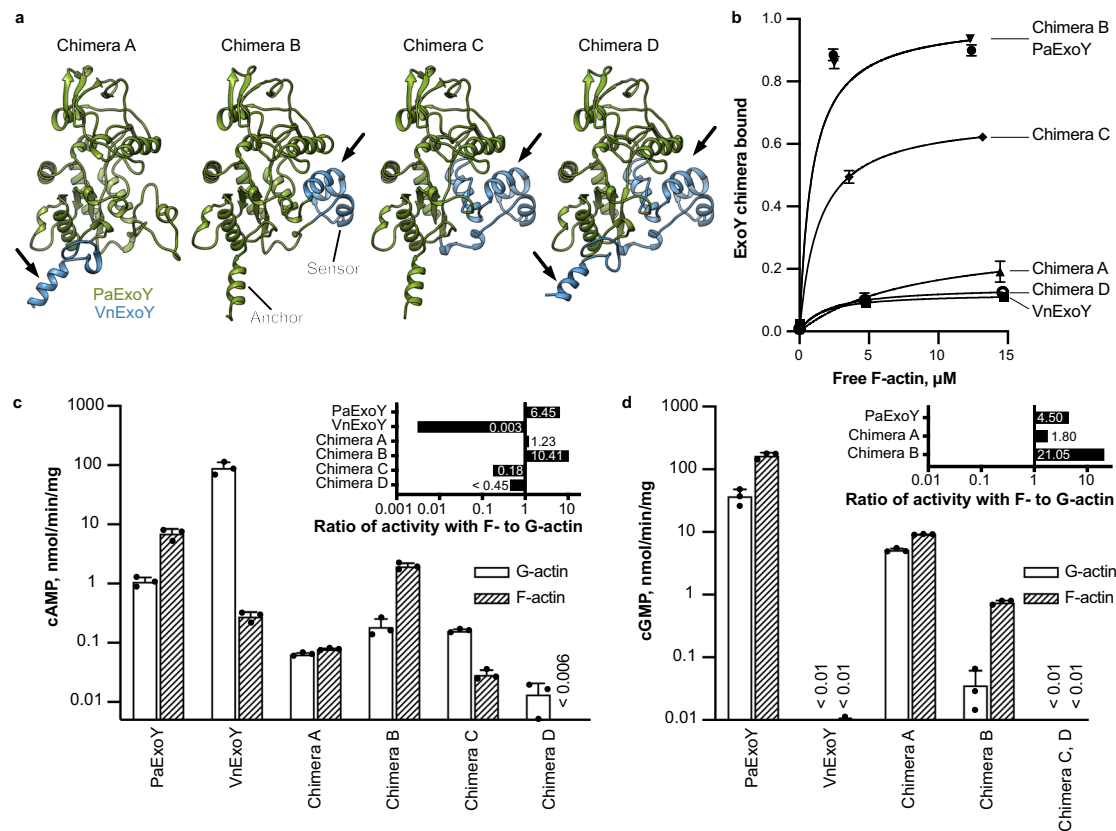 a
Chimera A
Chimera B
Chimera C
Chimera D
PaExoY
VnExoY
Sensor
Anchor
b
ExoY chimera bound
1.0
0.8
0.6
0.4
0.2
0.0
0
5
10
15
Free F-actin, µM
Chimera B
PaExoY
Chimera C
Chimera A
Chimera D
VnExoY
c
cAMP, nmol/min/mg
1000
100
10
1
0.1
0.01
PaExoY
VnExoY
Chimera A
Chimera B
Chimera C
Chimera D
6.45
0.003
1.23
10.41
0.18
< 0.45
0.001
0.01
0.1
1
10
Ratio of activity with F- to G-actin
G-actin
F-actin
< 0.006
PaExoY
VnExoY
Chimera A
Chimera B
Chimera C
Chimera D
d
cGMP, nmol/min/mg
1000
100
10
1
0.1
0.01
PaExoY
Chimera A
Chimera B
4.50
1.80
21.05
0.01
0.1
1
10
Ratio of activity with F- to G-actin
G-actin
F-actin
< 0.01
< 0.01
< 0.01
< 0.01
PaExoY
VnExoY
Chimera A
Chimera B
Chimera C, D